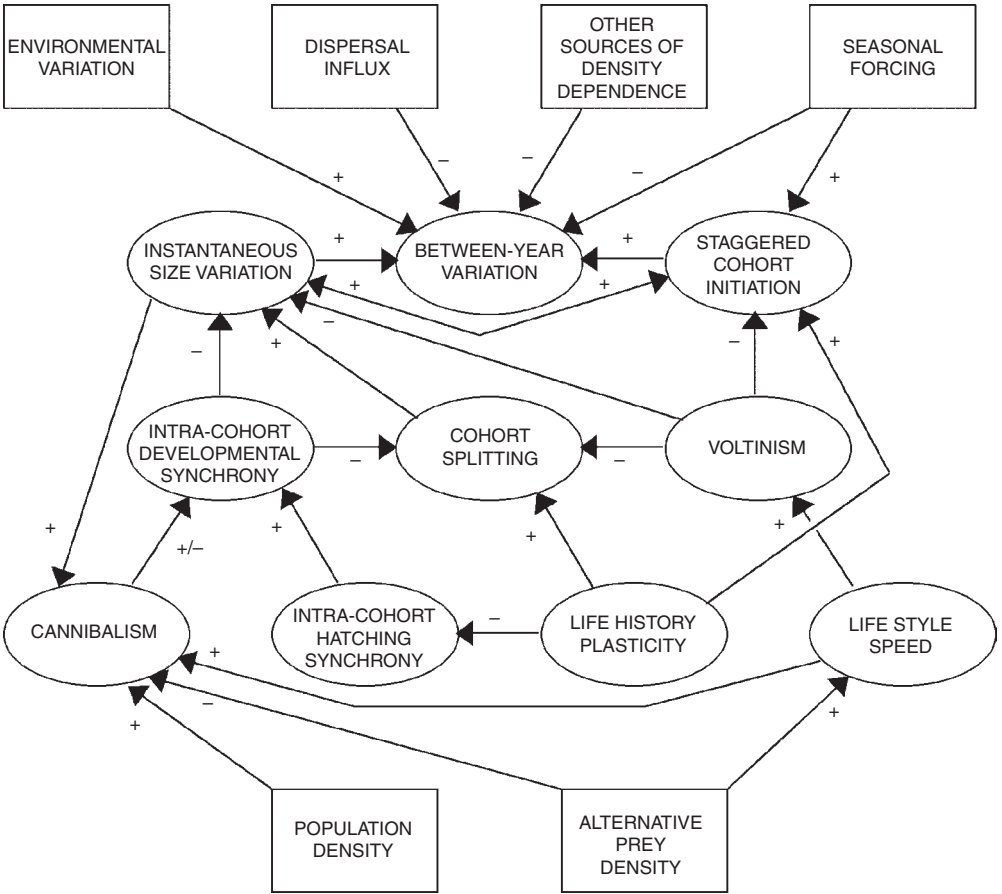 ENVIRONMENTAL
VARIATION
DISPERSAL
INFLUX
OTHER
SOURCES OF
DENSITY
DEPENDENCE
SEASONAL
FORCING
+
–
–
–
+
INSTANTANEOUS
SIZE VARIATION
+
BETWEEN-YEAR
VARIATION
+
STAGGERED
COHORT
INITIATION
+
+
–
–
+
–
+
INTRA-COHORT
DEVELOPMENTAL
SYNCHRONY
–
COHORT
SPLITTING
–
VOLTINISM
+
+/–
+
+
+
CANNIBALISM
INTRA-COHORT
HATCHING
SYNCHRONY
–
LIFE HISTORY
PLASTICITY
LIFE STYLE
SPEED
+
–
+
+
POPULATION
DENSITY
ALTERNATIVE
PREY
DENSITY